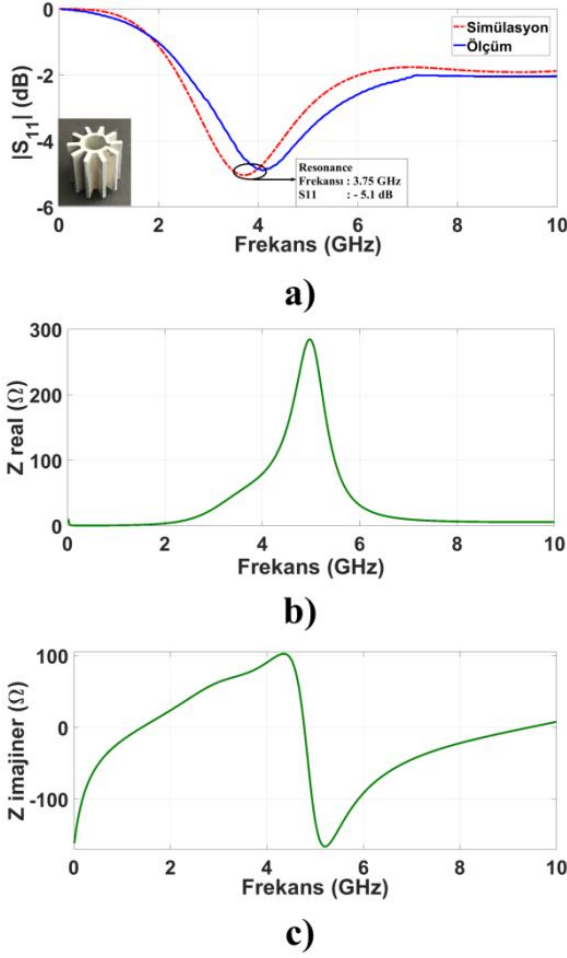 0
-2
-4
-6
|S11| (dB)
Simülasyon
Ölçüm
Resonance
Frekansı : 3.75 GHz
S11 : - 5.1 dB
0 2 4 6 8 10
Frekans (GHz)
a)
300
200
100
0
Z real (Ω)
0 2 4 6 8 10
Frekans (GHz)
b)
100
0
-100
Z imajiner (Ω)
0 2 4 6 8 10
Frekans (GHz)
c)